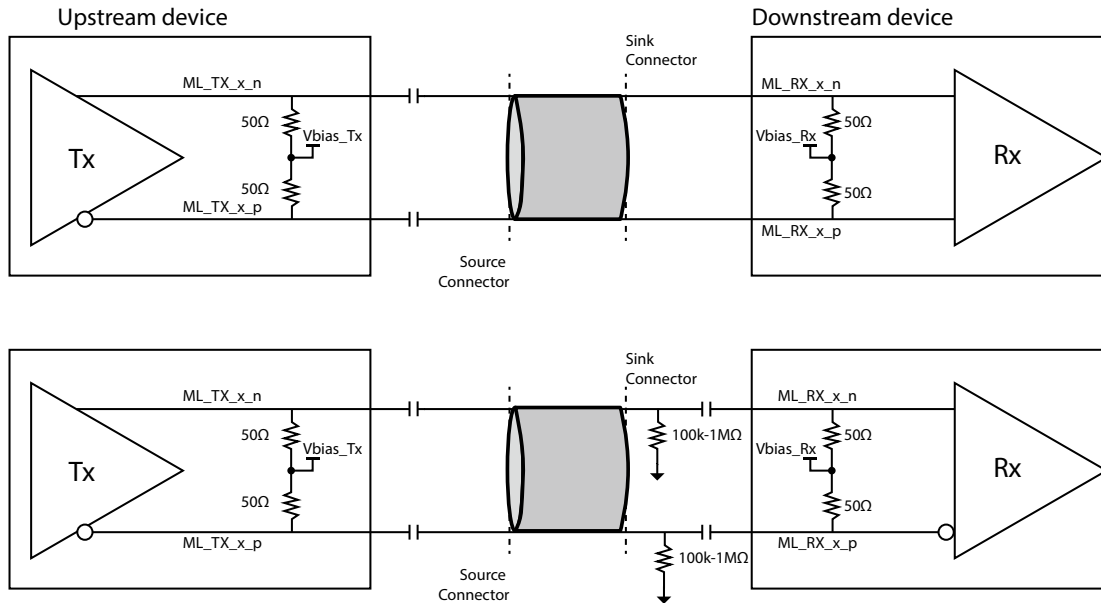 Upstream device
Downstream device
Sink
Connector
ML_TX_x_n
ML_RX_x_n
50Ω
50Ω
Vbias_Tx
Vbias_Rx
Tx
Rx
50Ω
50Ω
ML_TX_x_p
ML_RX_x_p
Source
Connector
Sink
Connector
ML_TX_x_n
ML_RX_x_n
50Ω
100k-1MΩ
50Ω
Vbias_Tx
Vbias_Rx
Tx
Rx
50Ω
50Ω
ML_TX_x_p
ML_RX_x_p
100k-1MΩ
Source
Connector